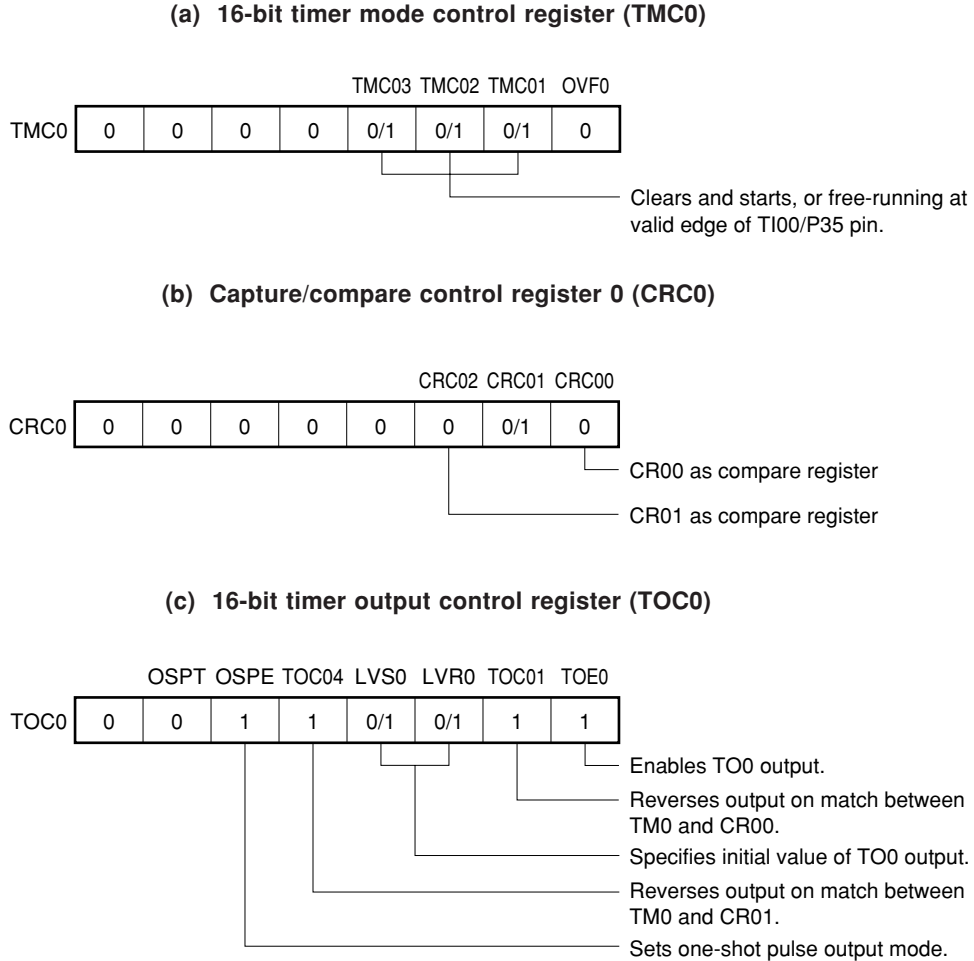 (a) 16-bit timer mode control register (TMC0)
TMC03 TMC02 TMC01 OVF0
TMC0 0 0 0 0 0/1 0/1 0/1 0
Clears and starts, or free-running at
valid edge of TI00/P35 pin.
(b) Capture/compare control register 0 (CRC0)
CRC02 CRC01 CRC00
CRC0 0 0 0 0 0 0 0/1 0
CR00 as compare register
CR01 as compare register
(c) 16-bit timer output control register (TOC0)
OSPT OSPE TOC04 LVS0 LVR0 TOC01 TOE0
TOC0 0 0 1 1 0/1 0/1 1 1
Enables TO0 output.
Reverses output on match between
TM0 and CR00.
Specifies initial value of TO0 output.
Reverses output on match between
TM0 and CR01.
Sets one-shot pulse output mode.